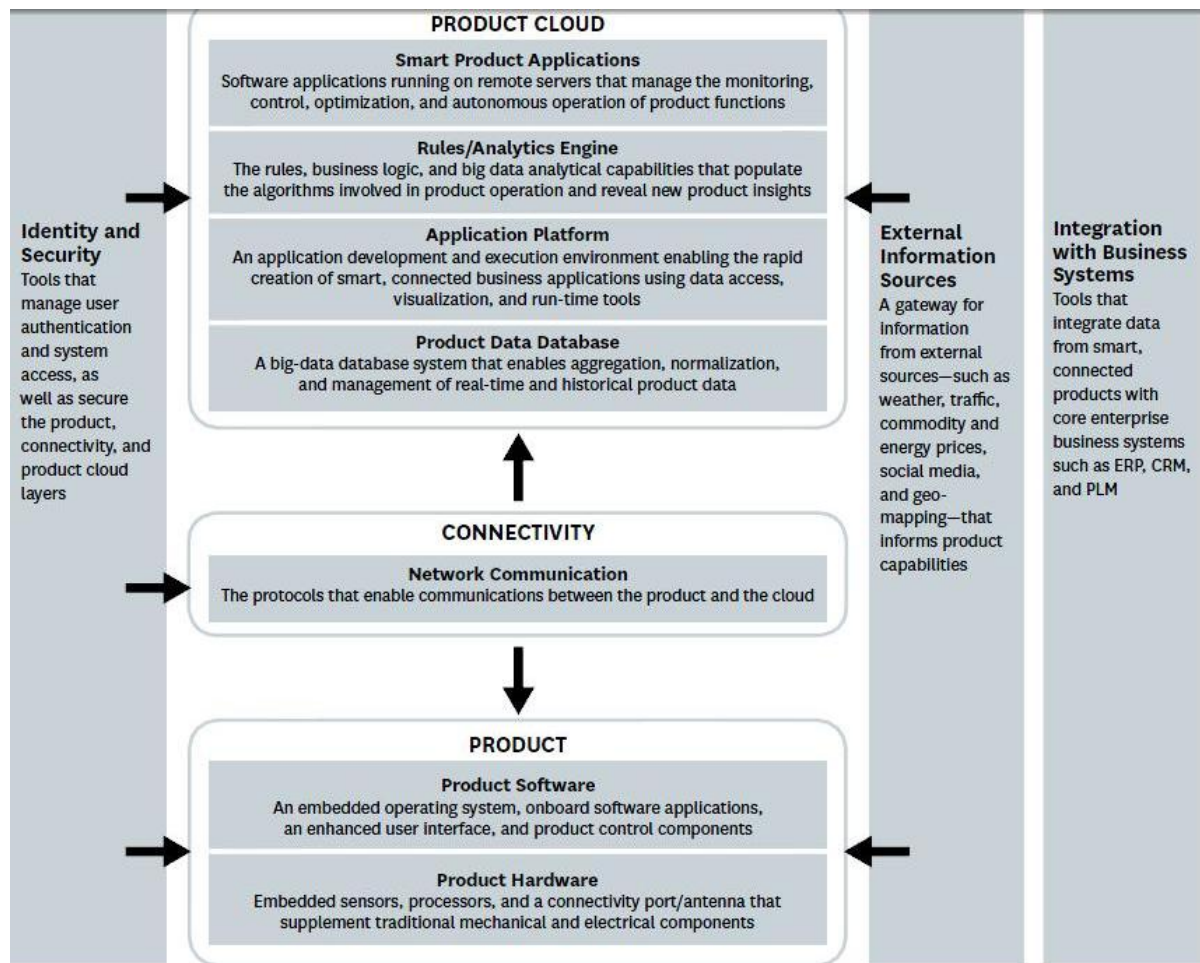 PRODUCT CLOUD
Smart Product Applications
Software applications running on remote servers that manage the monitoring,
control, optimization, and autonomous operation of product functions
Rules/Analytics Engine
The rules, business logic, and big data analytical capabilities that populate
the algorithms involved in product operation and reveal new product insights
Application Platform
An application development and execution environment enabling the rapid
creation of smart, connected business applications using data access,
visualization, and run-time tools
Product Data Database
A big-data database system that enables aggregation, normalization,
and management of real-time and historical product data
CONNECTIVITY
Network Communication
The protocols that enable communications between the product and the cloud
PRODUCT
Product Software
An embedded operating system, onboard software applications,
an enhanced user interface, and product control components
Product Hardware
Embedded sensors, processors, and a connectivity port/antenna that
supplement traditional mechanical and electrical components
Identity and
Security
Tools that
manage user
authentication
and system
access, as
well as secure
the product,
connectivity, and
product cloud
layers
External
Information
Sources
A gateway for
information
from external
sources—such as
weather, traffic,
commodity and
energy prices,
social media,
and geo-
mapping—that
informs product
capabilities
Integration
with Business
Systems
Tools that
integrate data
from smart,
connected
products with
core enterprise
business systems
such as ERP, CRM,
and PLM